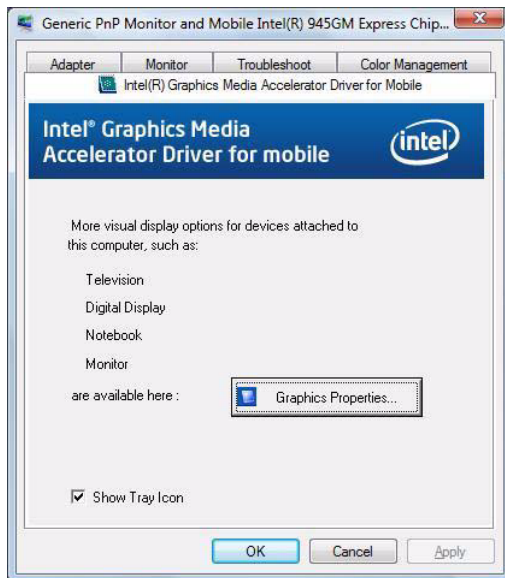 Generic PnP Monitor and Mobile Intel(R) 945GM Express Chip...
Adapter Monitor Troubleshoot Color Management
Intel(R) Graphics Media Accelerator Driver for Mobile
Intel® Graphics Media
Accelerator Driver for mobile
intel
More visual display options for devices attached to
this computer, such as:
Television
Digital Display
Notebook
Monitor
are available here :
Graphics Properties...
Show Tray Icon
OK Cancel Apply